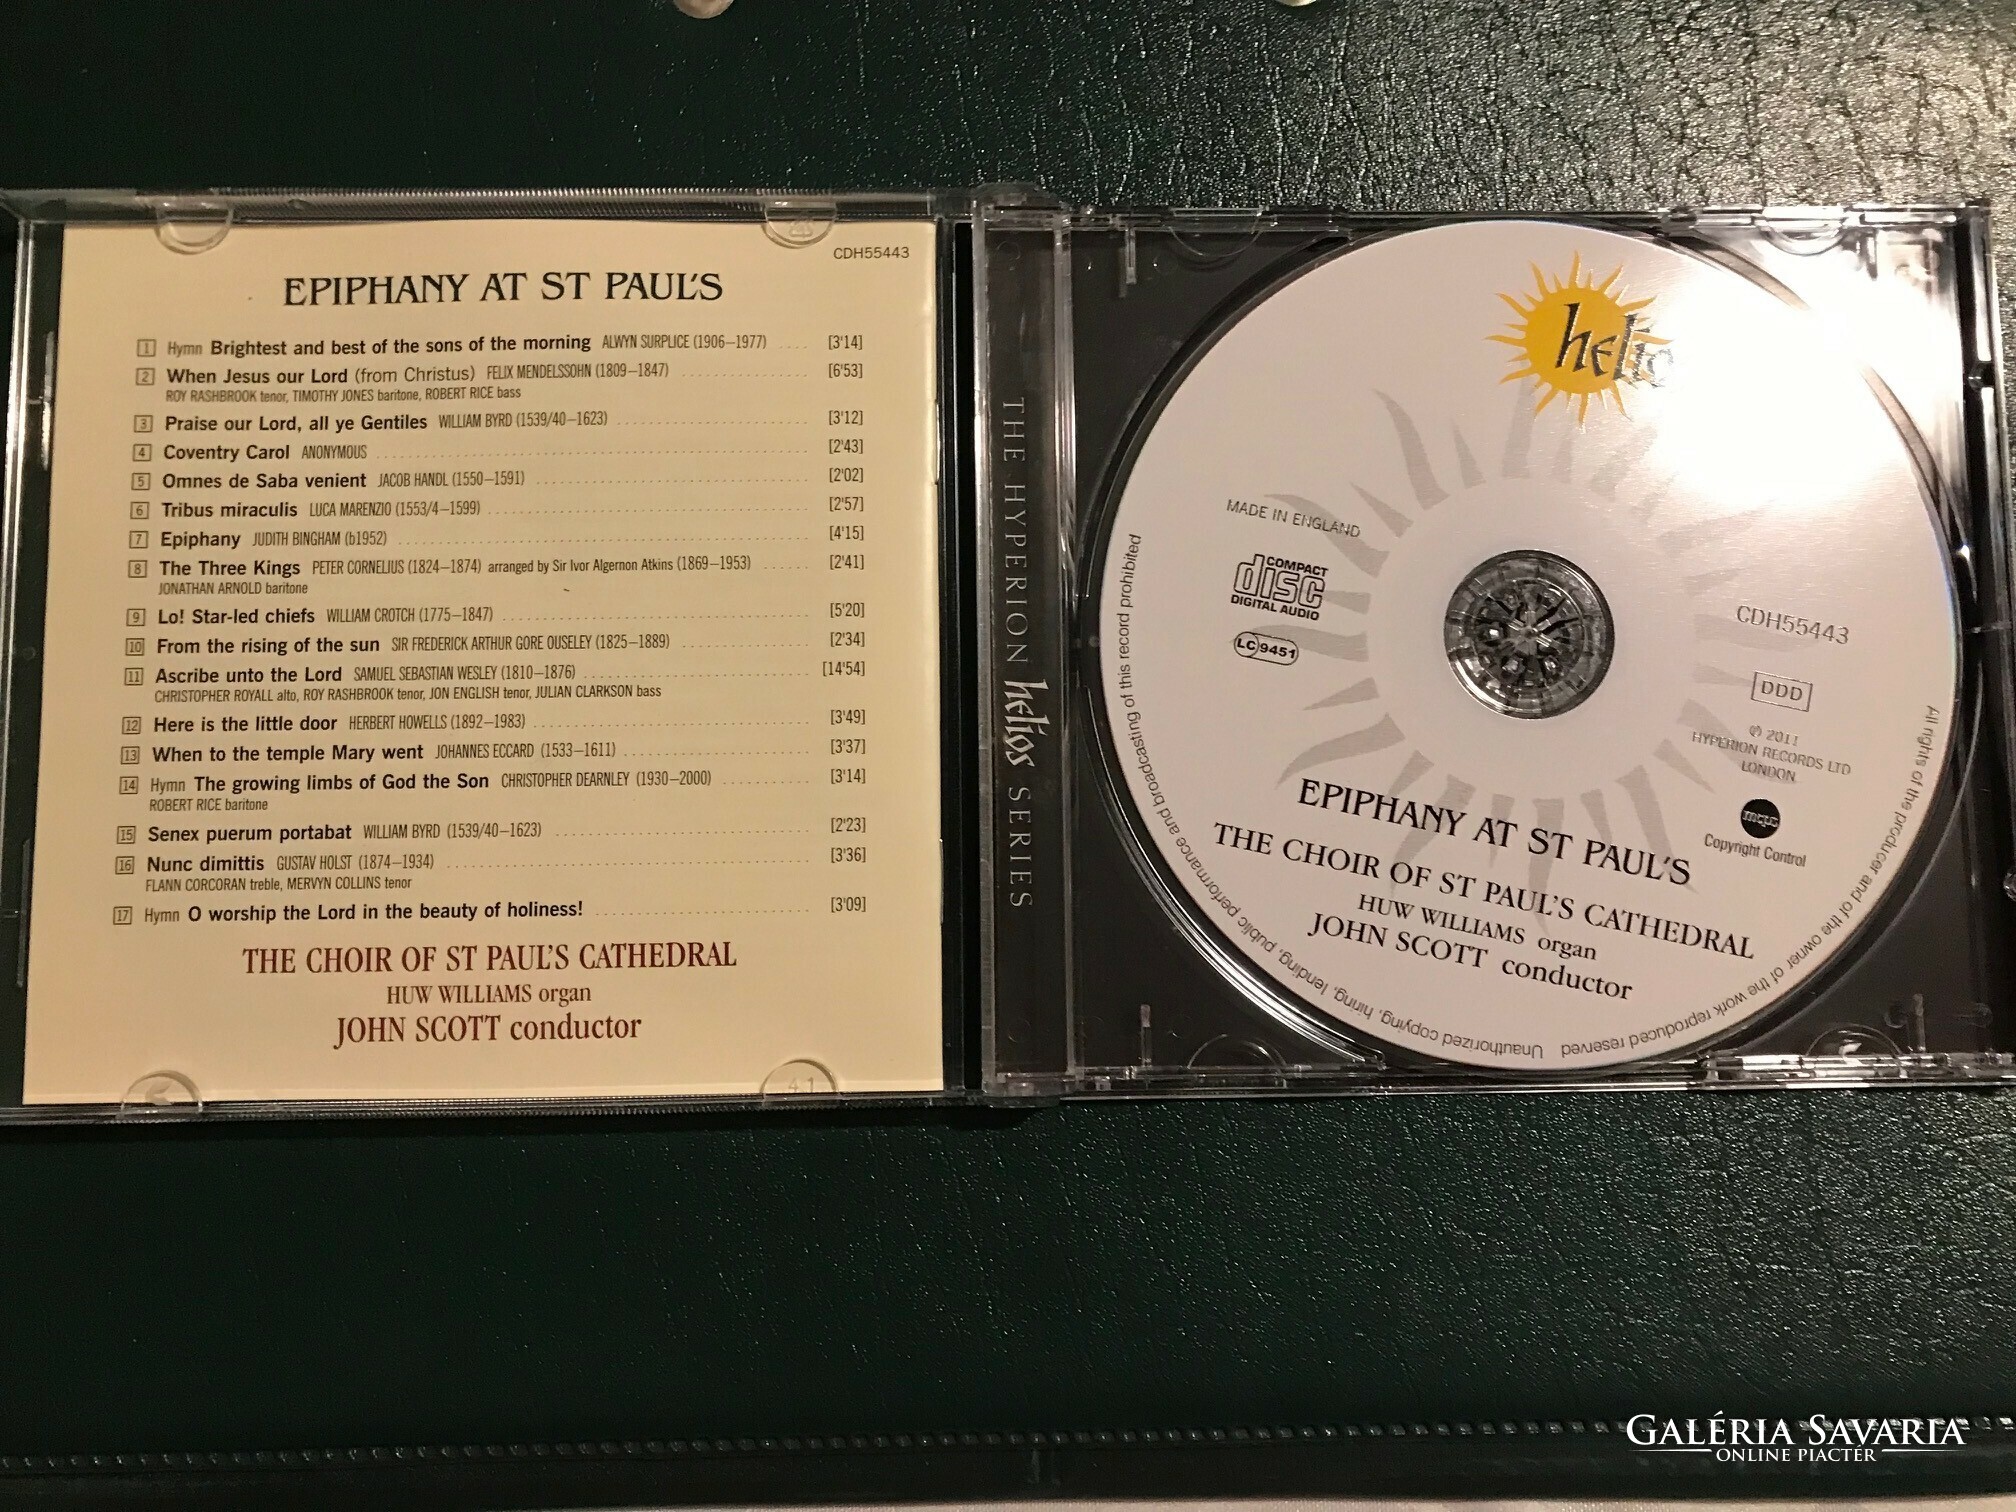 CDH55443
EPIPHANY AT ST PAUL'S
1 Hymn Brightest and best of the sons of the morning ALWYN SURPLICE (1906–1977) .... [3'14]
2 When Jesus our Lord (from Christus) FELIX MENDELSSOHN (1809–1847) .... [6'53]
ROY RASHBROOK tenor, TIMOTHY JONES baritone, ROBERT RICE bass
3 Praise our Lord, all ye Gentiles WILLIAM BYRD (1539/40–1623) .... [3'12]
4 Coventry Carol ANONYMOUS .... [2'43]
5 Omnes de Saba venient JACOB HANDL (1550–1591) .... [2'02]
6 Tribus miraculis LUCA MARENZIO (1553/4–1599) .... [2'57]
7 Epiphany JUDITH BINGHAM (b1952) .... [4'15]
8 The Three Kings PETER CORNELIUS (1824–1874) arranged by Sir Ivor Algernon Atkins (1869–1953) .... [2'41]
JONATHAN ARNOLD baritone
9 Lo! Star-led chiefs WILLIAM CROTCH (1775–1847) .... [5'20]
10 From the rising of the sun SIR FREDERICK ARTHUR GORE OUSELEY (1825–1889) .... [2'34]
11 Ascribe unto the Lord SAMUEL SEBASTIAN WESLEY (1810–1876) .... [14'54]
CHRISTOPHER ROYALL alto, ROY RASHBROOK tenor, JON ENGLISH tenor, JULIAN CLARKSON bass
12 Here is the little door HERBERT HOWELLS (1892–1983) .... [3'49]
13 When to the temple Mary went JOHANNES ECCARD (1533–1611) .... [3'37]
14 Hymn The growing limbs of God the Son CHRISTOPHER DEARNLEY (1930–2000) .... [3'14]
ROBERT RICE baritone
15 Senex puerum portabat WILLIAM BYRD (1539/40–1623) .... [2'23]
16 Nunc dimittis GUSTAV HOLST (1874–1934) .... [3'36]
FLANN CORCORAN treble, MERVYN COLLINS tenor
17 Hymn O worship the Lord in the beauty of holiness! .... [3'09]
THE CHOIR OF ST PAUL'S CATHEDRAL
HUW WILLIAMS organ
JOHN SCOTT conductor
4.1
THE HYPERION helios SERIES
helio
MADE IN ENGLAND
COMPACT
disc
DIGITAL AUDIO
LC 9451
CDH55443
DDD
℗ 2011
HYPERION RECORDS LTD
LONDON
mcps
Copyright Control
EPIPHANY AT ST PAUL'S
THE CHOIR OF ST PAUL'S CATHEDRAL
HUW WILLIAMS organ
JOHN SCOTT conductor
All rights of the producer and of the owner of the work reproduced reserved
Unauthorized copying, hiring, lending, public performance and broadcasting of this record prohibited
GALÉRIA SAVARIA
ONLINE PIACTÉR